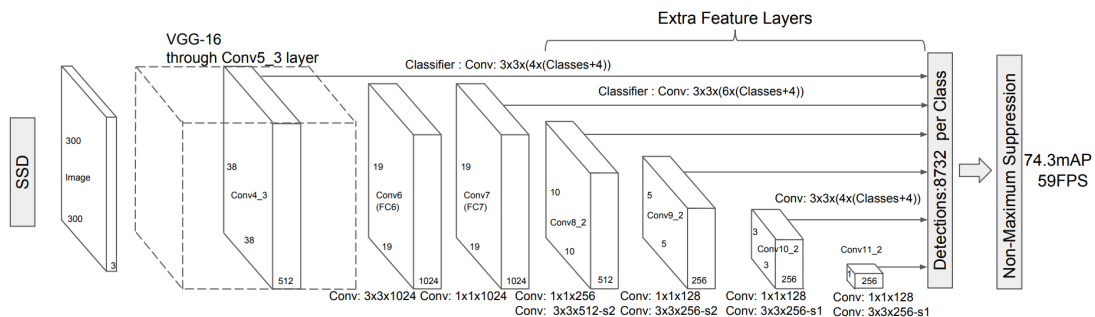 Extra Feature Layers
VGG-16
through Conv5_3 layer
Classifier : Conv: 3x3x(4x(Classes+4))
Classifier : Conv: 3x3x(6x(Classes+4))
SSD
300
Image
300
3
38
Conv4_3
38
512
19
Conv6
(FC6)
19
1024
19
Conv7
(FC7)
19
1024
10
Conv8_2
10
512
5
Conv9_2
5
256
Conv: 3x3x(4x(Classes+4))
3
Conv10_2
3
256
Conv11_2
1
256
Detections:8732 per Class
Non-Maximum Suppression
74.3mAP
59FPS
Conv: 3x3x1024
Conv: 1x1x1024
Conv: 1x1x256
Conv: 3x3x512-s2
Conv: 1x1x128
Conv: 3x3x256-s2
Conv: 1x1x128
Conv: 3x3x256-s1
Conv: 1x1x128
Conv: 3x3x256-s1